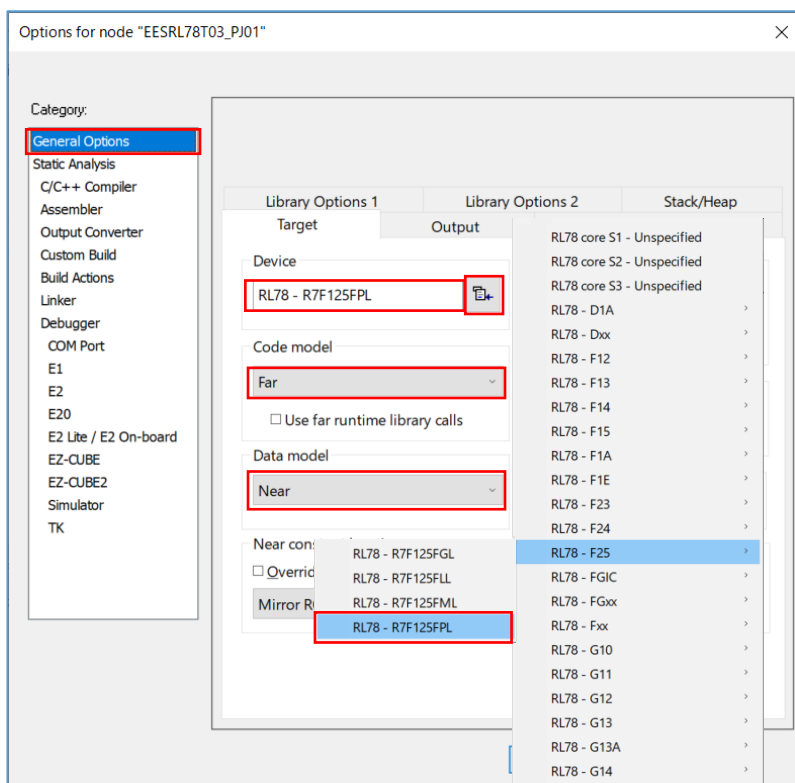 Options for node "EESRL78T03_PJ01"
Category:
General Options
Static Analysis
C/C++ Compiler
Assembler
Output Converter
Custom Build
Build Actions
Linker
Debugger
COM Port
E1
E2
E20
E2 Lite / E2 On-board
EZ-CUBE
EZ-CUBE2
Simulator
TK
Library Options 1
Library Options 2
Stack/Heap
Target
Output
Device
RL78 - R7F125FPL
Code model
Far
Use far runtime library calls
Data model
Near
Near cons
Overrid
Mirror R
RL78 - R7F125FGL
RL78 - R7F125FLL
RL78 - R7F125FML
RL78 - R7F125FPL
RL78 core S1 - Unspecified
RL78 core S2 - Unspecified
RL78 core S3 - Unspecified
RL78 - D1A
RL78 - Dxx
RL78 - F12
RL78 - F13
RL78 - F14
RL78 - F15
RL78 - F1A
RL78 - F1E
RL78 - F23
RL78 - F24
RL78 - F25
RL78 - FGIC
RL78 - FGxx
RL78 - Fxx
RL78 - G10
RL78 - G11
RL78 - G12
RL78 - G13
RL78 - G13A
RL78 - G14